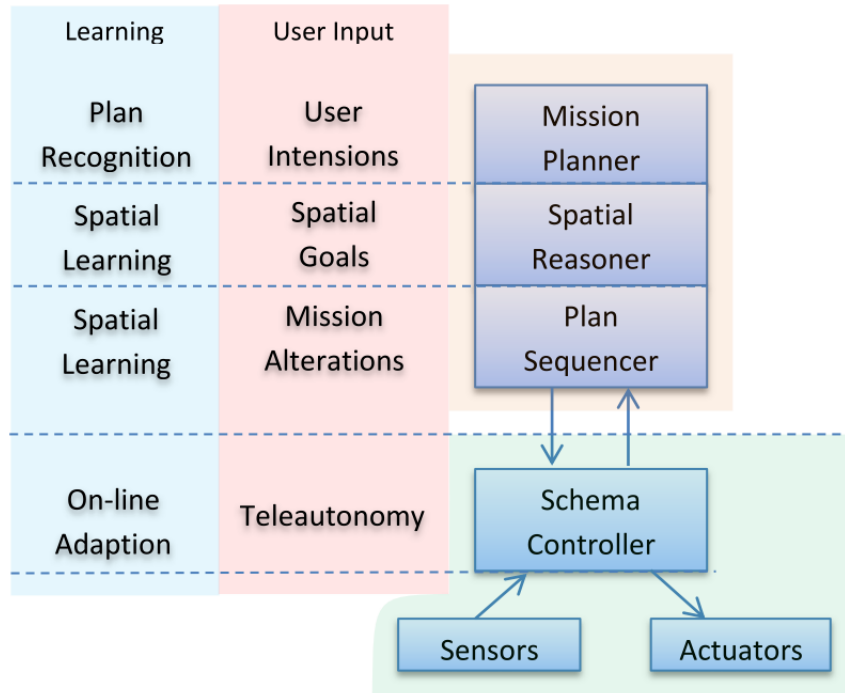 Learning
User Input
Plan
Recognition
User
Intensions
Mission
Planner
Spatial
Learning
Spatial
Goals
Spatial
Reasoner
Spatial
Learning
Mission
Alterations
Plan
Sequencer
On-line
Adaption
Teleautonomy
Schema
Controller
Sensors
Actuators